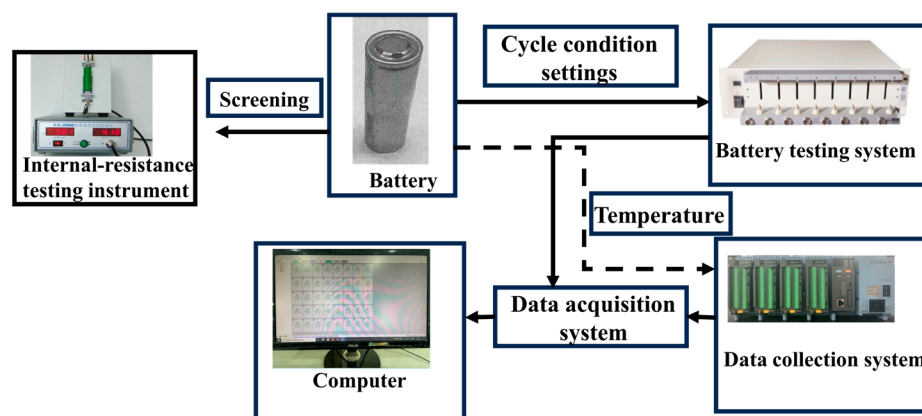 Cycle condition
settings
Screening
Internal-resistance
testing instrument
Battery
Battery testing system
Temperature
Data acquisition
system
Computer
Data collection system